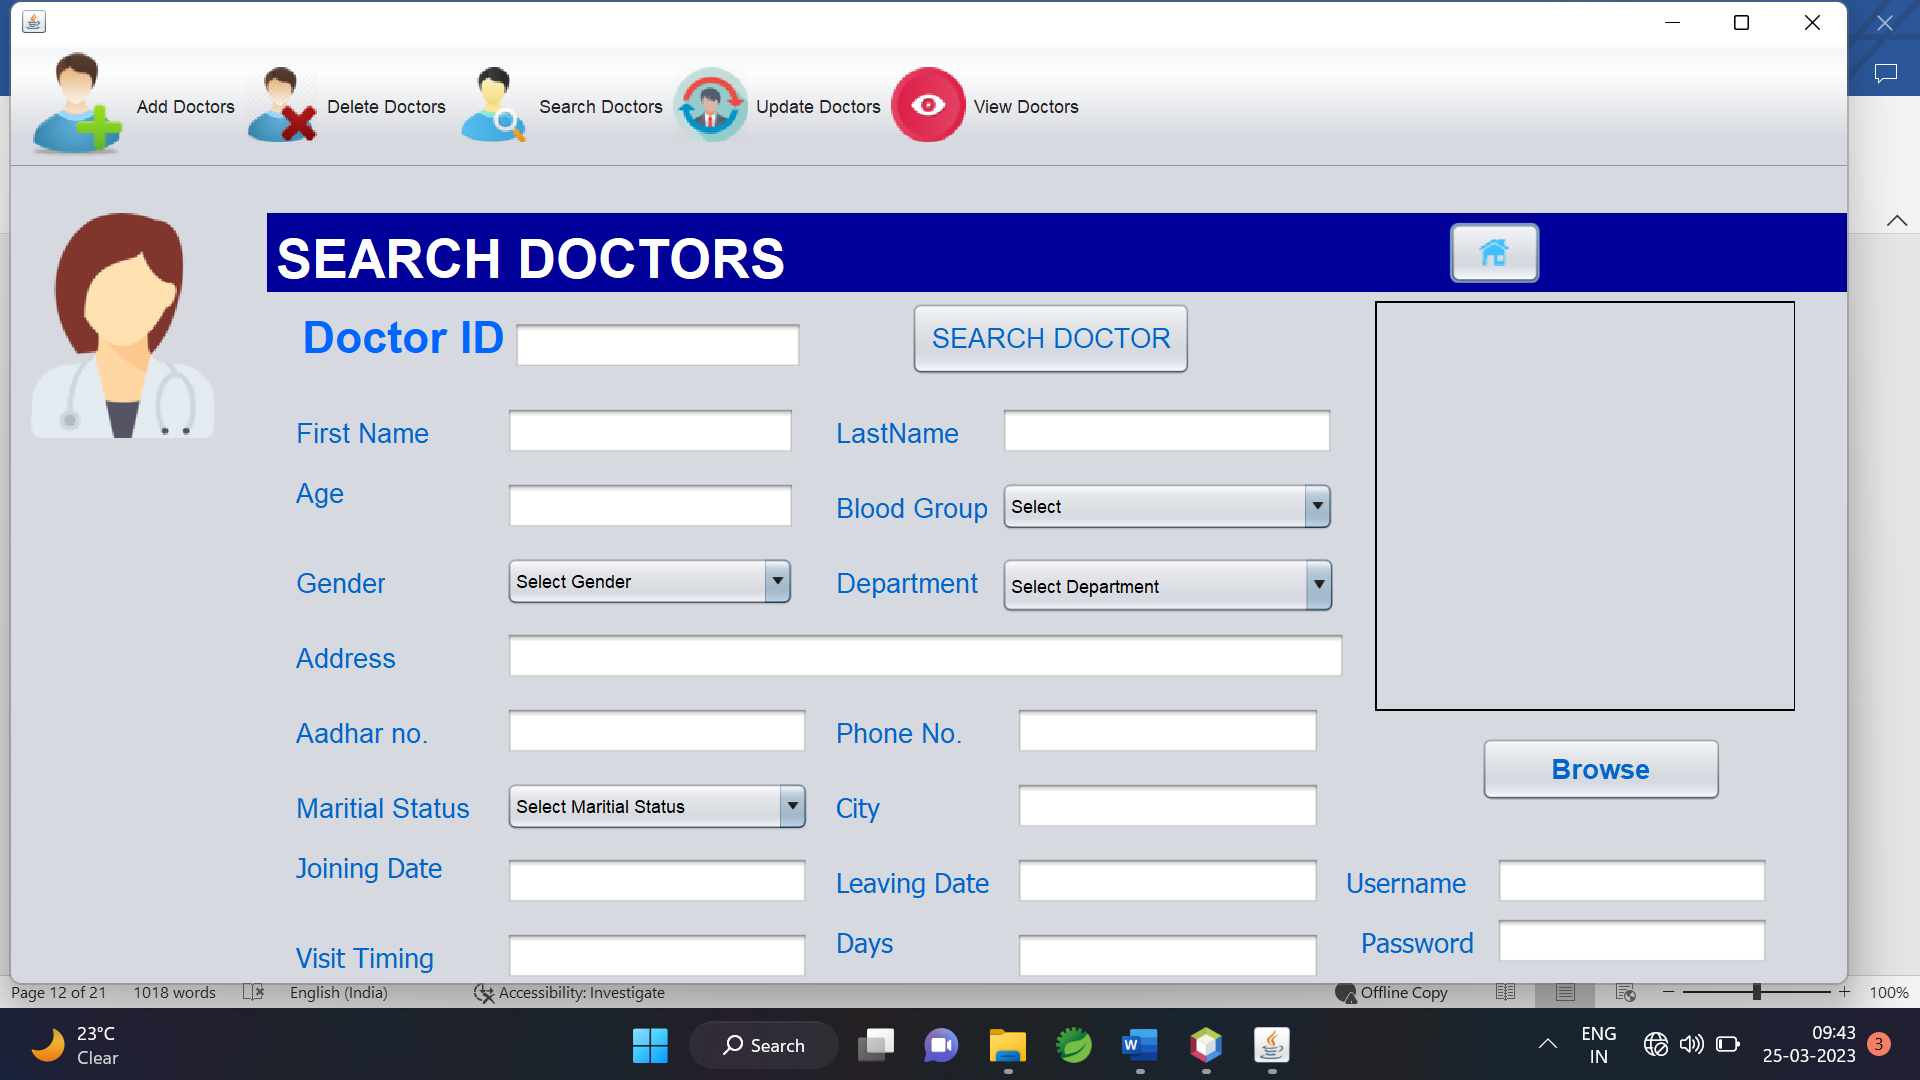 Add Doctors Delete Doctors Search Doctors Update Doctors View Doctors
SEARCH DOCTORS
Doctor ID SEARCH DOCTOR
First Name LastName
Age Blood Group Select
Gender Select Gender Department Select Department
Address
Aadhar no. Phone No.
Browse
Maritial Status Select Maritial Status City
Joining Date Leaving Date Username
Visit Timing Days Password
Page 12 of 21 1018 words English (India) Accessibility: Investigate Offline Copy 100%
23°C
Clear
Search
W
ENG
IN
09:43
25-03-2023
3